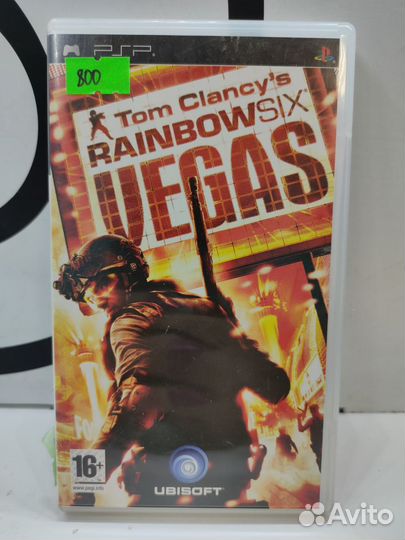 PSP
800
Tom Clancy's
RAINBOWSIX
VEGAS
16+
www.pegi.info
UBISOFT
Avito